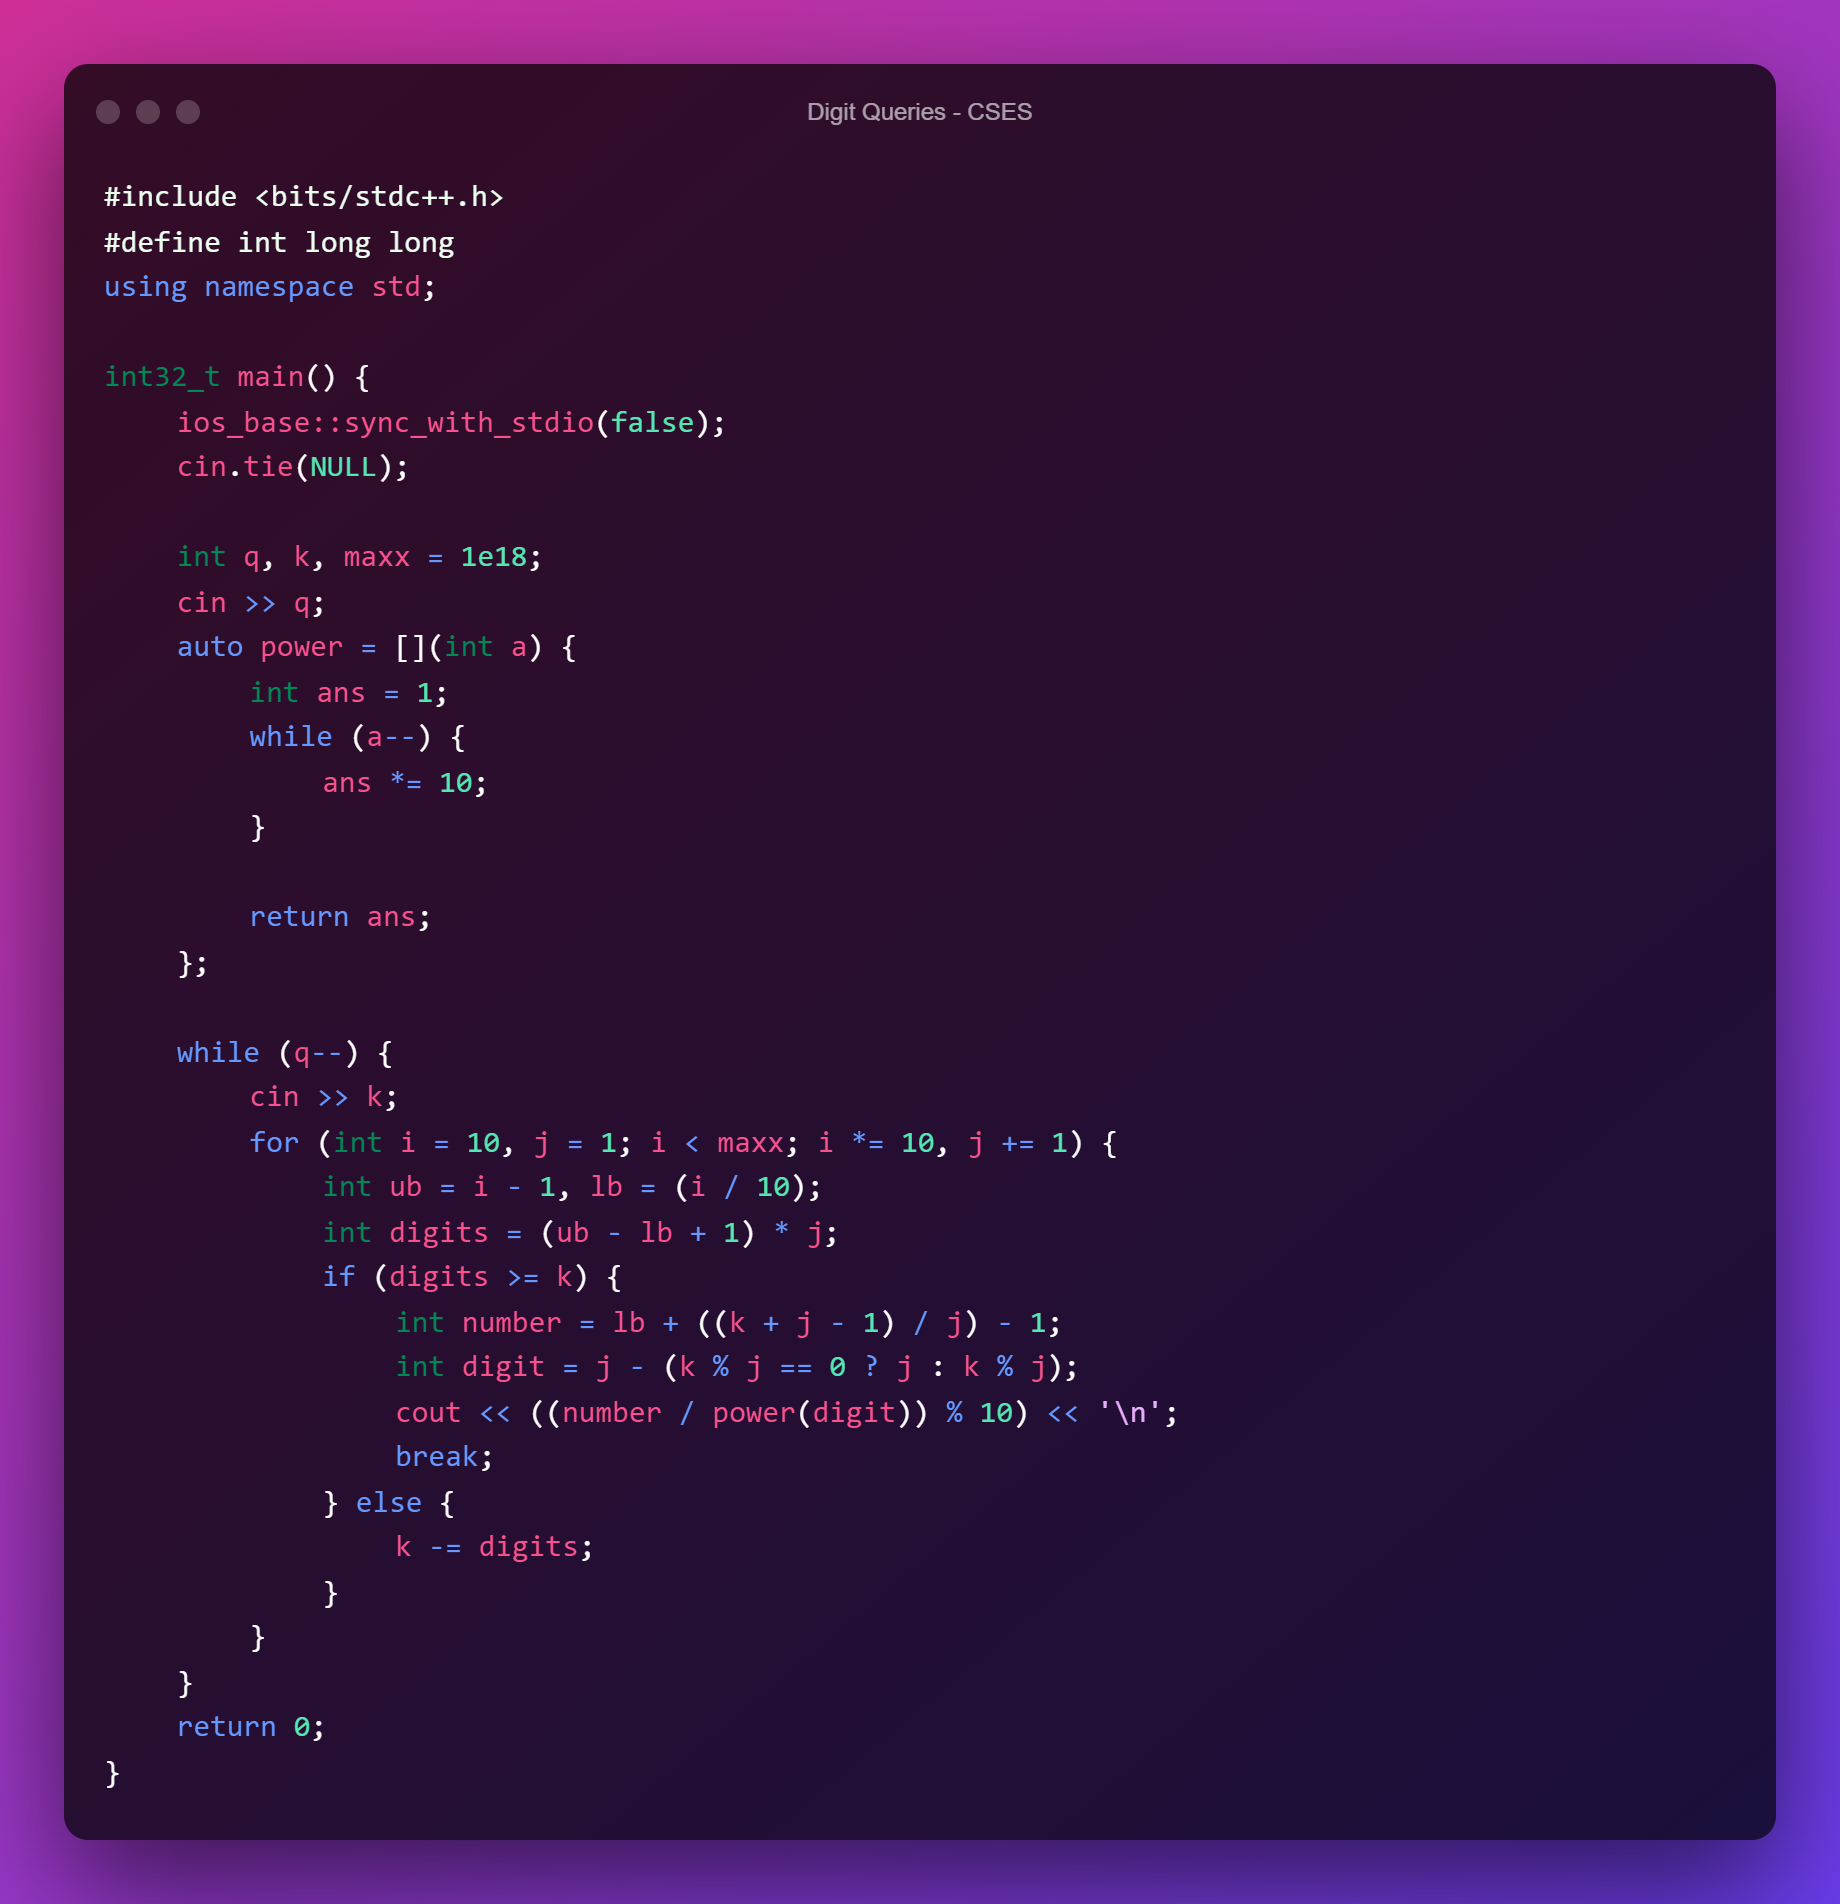 Digit Queries - CSES
#include <bits/stdc++.h>
#define int long long
using namespace std;
int32_t main() {
ios_base::sync_with_stdio(false);
cin.tie(NULL);
int q, k, maxx = 1e18;
cin >> q;
auto power = [](int a) {
int ans = 1;
while (a--) {
ans *= 10;
}
return ans;
};
while (q--) {
cin >> k;
for (int i = 10, j = 1; i < maxx; i *= 10, j += 1) {
int ub = i - 1, lb = (i / 10);
int digits = (ub - lb + 1) * j;
if (digits >= k) {
int number = lb + ((k + j - 1) / j) - 1;
int digit = j - (k % j == 0 ? j : k % j);
cout << ((number / power(digit)) % 10) << '\n';
break;
} else {
k -= digits;
}
}
}
return 0;
}